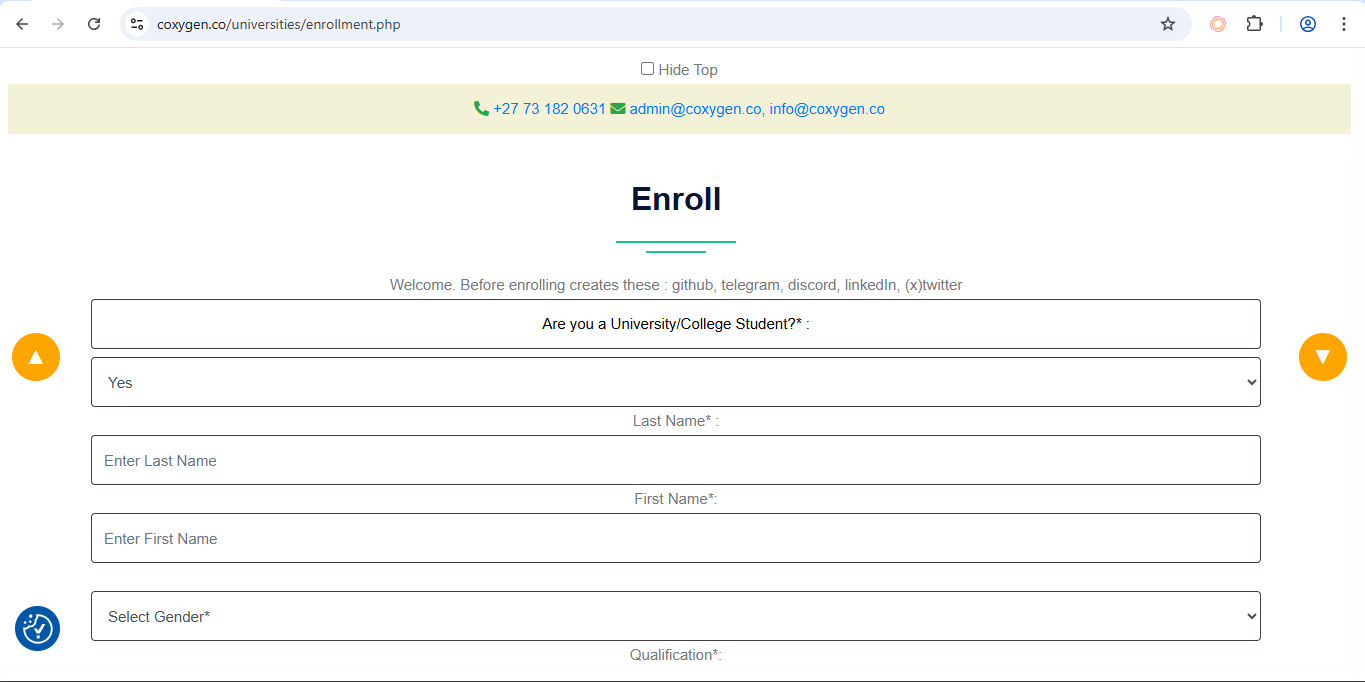 coxygen.co/universities/enrollment.php
Hide Top
+27 73 182 0631 admin@coxygen.co, info@coxygen.co
Enroll
Welcome. Before enrolling creates these : github, telegram, discord, linkedIn, (x)twitter
Are you a University/College Student?* :
Yes
Last Name* :
Enter Last Name
First Name*:
Enter First Name
Select Gender*
Qualification*: